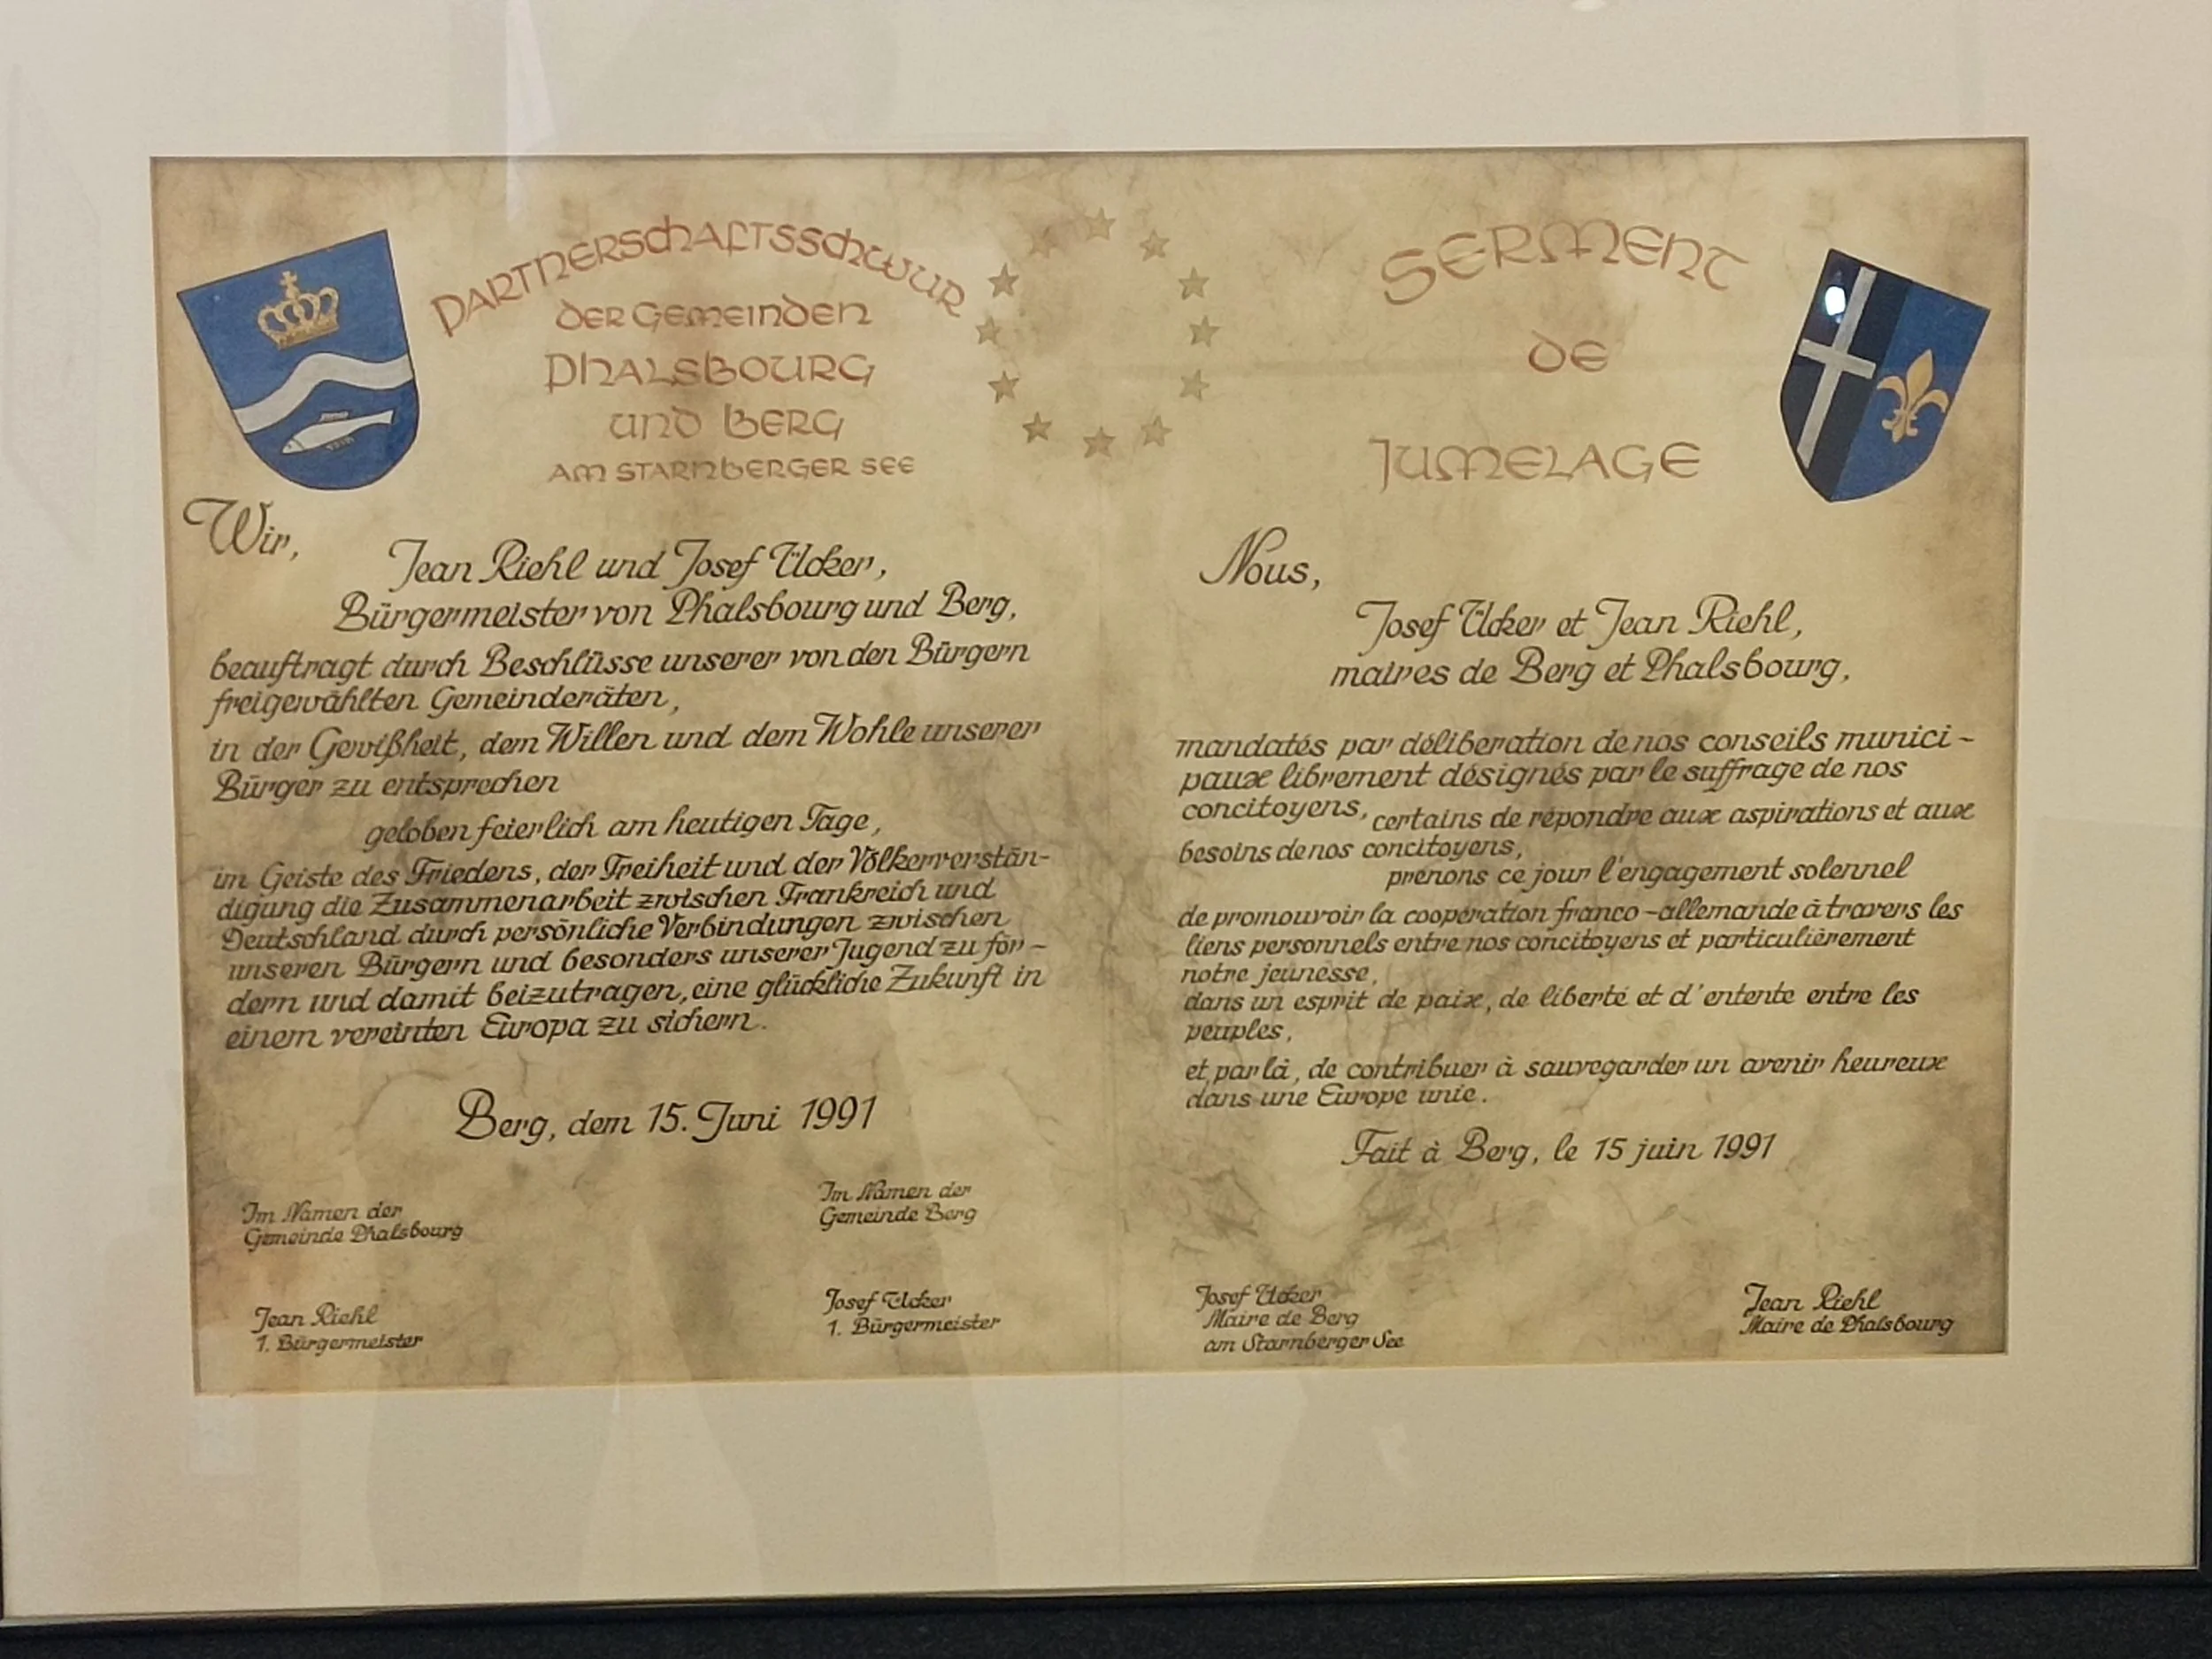 PARTNERSCHAFTSSCHWUR
DER GEMEINDEN
PHALSBOURG
UND BERG
AM STARNBERGER SEE
Wir,
Jean Riehl und Josef Ücker,
Bürgermeister von Phalsbourg und Berg,
beauftragt durch Beschlüsse unserer von den Bürgern
freigewählten Gemeinderäten,
in der Gewißheit, dem Willen und dem Wohle unserer
Bürger zu entsprechen
geloben feierlich am heutigen Tage,
im Geiste des Friedens, der Freiheit und der Völkerverstän-
digung die Zusammenarbeit zwischen Frankreich und
Deutschland durch persönliche Verbindungen zwischen
unseren Bürgern und besonders unserer Jugend zu för-
dern und damit beizutragen, eine glückliche Zukunft in
einem vereinten Europa zu sichern.
Berg, dem 15. Juni 1991
Im Namen der
Gemeinde Phalsbourg
Im Namen der
Gemeinde Berg
Jean Riehl
1. Bürgermeister
Josef Ücker
1. Bürgermeister
SERMENT
DE
JUMELAGE
Nous,
Josef Ücker et Jean Riehl,
maires de Berg et Phalsbourg,
mandatés par déliberation de nos conseils munici-
paux librement désignés par le suffrage de nos
concitoyens, certains de répondre aux aspirations et aux
besoins de nos concitoyens,
prenons ce jour l'engagement solennel
de promouvoir la coopération franco-allemande à travers les
liens personnels entre nos concitoyens et particulièrement
notre jeunesse,
dans un esprit de paix, de liberté et d'entente entre les
peuples,
et par là, de contribuer à sauvegarder un avenir heureux
dans une Europe unie.
Fait à Berg, le 15 juin 1991
Josef Ücker
Maire de Berg
am Starnberger See
Jean Riehl
Maire de Phalsbourg